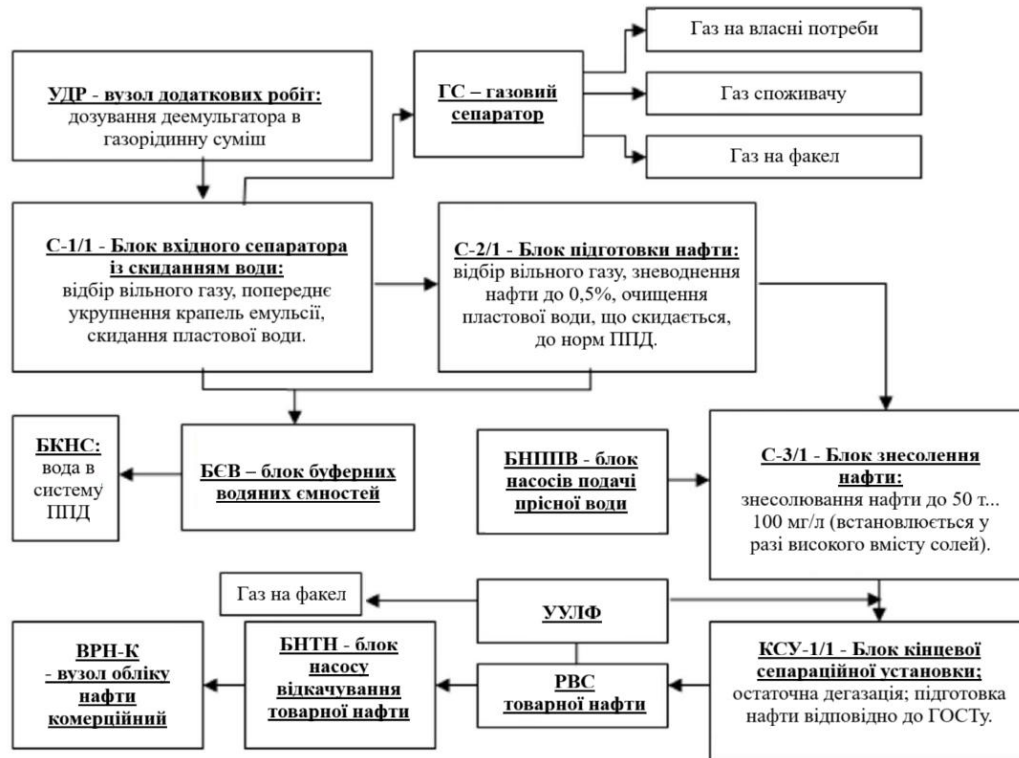 УДР - вузол додаткових робіт:
дозування деемульгатора в
газорідинну суміш
ГС – газовий
сепаратор
Газ на власні потреби
Газ споживачу
Газ на факел
С-1/1 - Блок вхідного сепаратора
із скиданням води:
відбір вільного газу, попереднє
укрупнення крапель емульсії,
скидання пластової води.
С-2/1 - Блок підготовки нафти:
відбір вільного газу, зневоднення
нафти до 0,5%, очищення
пластової води, що скидається,
до норм ППД.
БКНС:
вода в
систему
ППД
БЄВ – блок буферних
водяних ємностей
БНППВ - блок
насосів подачі
прісної води
С-3/1 - Блок знесолення
нафти:
знесолювання нафти до 50 т...
100 мг/л (встановлюється у
разі високого вмісту солей).
Газ на факел
УУЛФ
ВРН-К
- вузол обліку
нафти
комерційний
БНТН - блок
насосу
відкачування
товарної нафти
РВС
товарної нафти
КСУ-1/1 - Блок кінцевої
сепараційної установки;
остаточна дегазація; підготовка
нафти відповідно до ГОСТу.